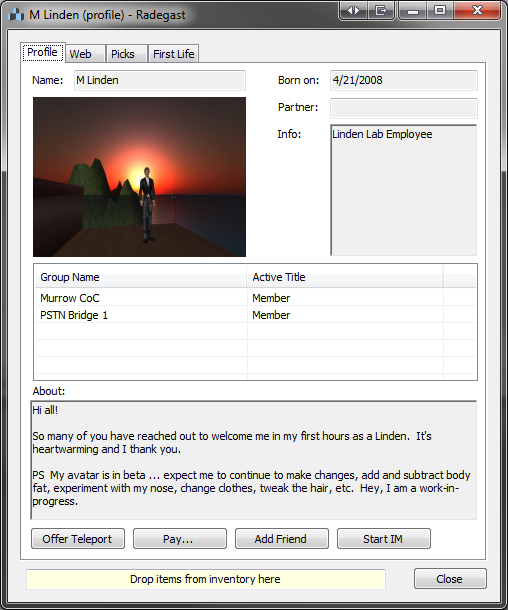 M Linden (profile) - Radegast
Profile
Web
Picks
First Life
Name:
M Linden
Born on:
4/21/2008
Partner:
Info:
Linden Lab Employee
Group Name
Active Title
Murrow CoC
Member
PSTN Bridge 1
Member
About:
Hi all!
So many of you have reached out to welcome me in my first hours as a Linden.  It's
heartwarming and I thank you.
PS  My avatar is in beta ... expect me to continue to make changes, add and subtract body
fat, experiment with my nose, change clothes, tweak the hair, etc.  Hey, I am a work-in-
progress.
Offer Teleport
Pay...
Add Friend
Start IM
Drop items from inventory here
Close